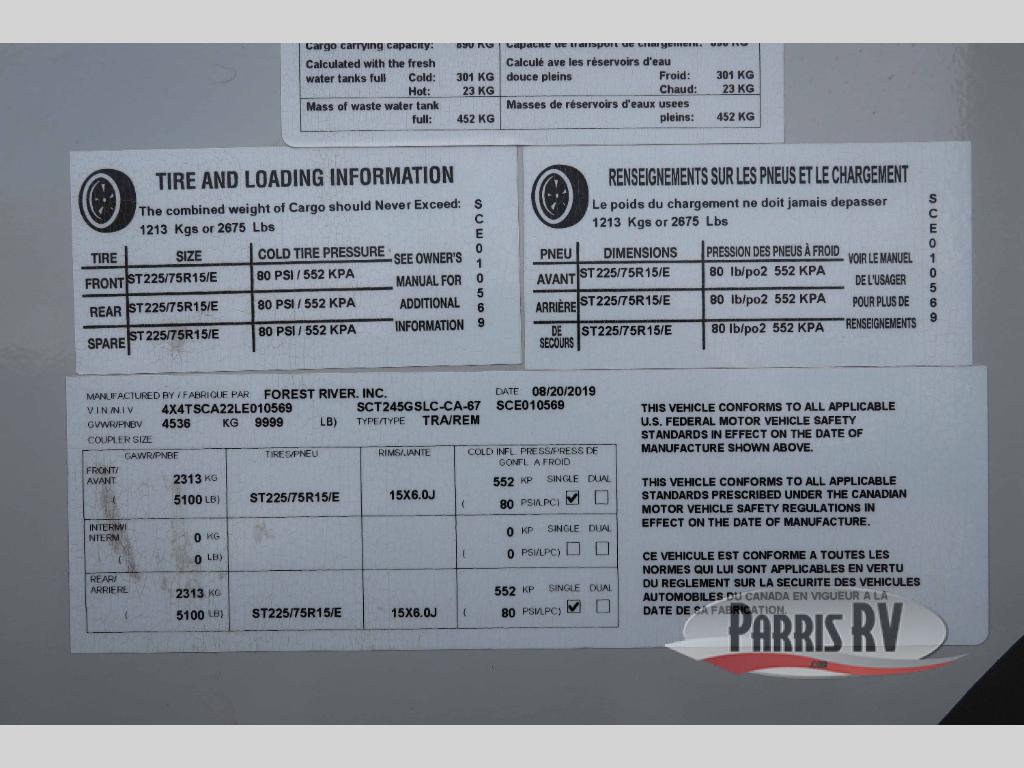 Cargo carrying capacity: 890 KG
Calculated with the fresh
water tanks full Cold: 301 KG
Hot: 23 KG
Mass of waste water tank
full: 452 KG
Capacité de transport de chargement: 890 KG
Calculé ave les réservoirs d'eau
douce pleins Froid: 301 KG
Chaud: 23 KG
Masses de réservoirs d'eaux usees
pleins: 452 KG
TIRE AND LOADING INFORMATION
The combined weight of Cargo should Never Exceed:
1213 Kgs or 2675 Lbs
TIRE SIZE COLD TIRE PRESSURE
FRONT ST225/75R15/E 80 PSI / 552 KPA
REAR ST225/75R15/E 80 PSI / 552 KPA
SPARE ST225/75R15/E 80 PSI / 552 KPA
SEE OWNER'S
MANUAL FOR
ADDITIONAL
INFORMATION
SCE010569
RENSEIGNEMENTS SUR LES PNEUS ET LE CHARGEMENT
Le poids du chargement ne doit jamais depasser
1213 Kgs or 2675 Lbs
PNEU DIMENSIONS PRESSION DES PNEUS À FROID
AVANT ST225/75R15/E 80 lb/po2 552 KPA
ARRIÈRE ST225/75R15/E 80 lb/po2 552 KPA
DE
SECOURS ST225/75R15/E 80 lb/po2 552 KPA
VOIR LE MANUEL
DE L'USAGER
POUR PLUS DE
RENSEIGNEMENTS
SCE010569
MANUFACTURED BY / FABRIQUE PAR FOREST RIVER, INC. DATE 08/20/2019
V.I.N./N.I.V 4X4TSCA22LE010569 SCT245GSLC-CA-67 SCE010569
GVWR/PNBV 4536 KG 9999 LB) TYPE/TYPE TRA/REM
COUPLER SIZE
GAWR/PNBE TIRES/PNEU RIMS/JANTE COLD INFL. PRESS/PRESS DE
GONFL. A FROID
FRONT/
AVANT 2313 KG 552 KP SINGLE DUAL
( 5100 LB) ST225/75R15/E 15X6.0J ( 80 PSI/LPC)
INTERM/I
NTERM 0 KG 0 KP SINGLE DUAL
( 0 LB) ( 0 PSI/LPC)
REAR/
ARRIERE 2313 KG 552 KP SINGLE DUAL
( 5100 LB) ST225/75R15/E 15X6.0J ( 80 PSI/LPC)
THIS VEHICLE CONFORMS TO ALL APPLICABLE
U.S. FEDERAL MOTOR VEHICLE SAFETY
STANDARDS IN EFFECT ON THE DATE OF
MANUFACTURE SHOWN ABOVE.
THIS VEHICLE CONFORMS TO ALL APPLICABLE
STANDARDS PRESCRIBED UNDER THE CANADIAN
MOTOR VEHICLE SAFETY REGULATIONS IN
EFFECT ON THE DATE OF MANUFACTURE.
CE VEHICULE EST CONFORME A TOUTES LES
NORMES QUI LUI SONT APPLICABLES EN VERTU
DU REGLEMENT SUR LA SECURITE DES VEHICULES
AUTOMOBILES DU CANADA EN VIGUEUR A LA
DATE DE SA FABRICATION.
PARRIS RV
.com